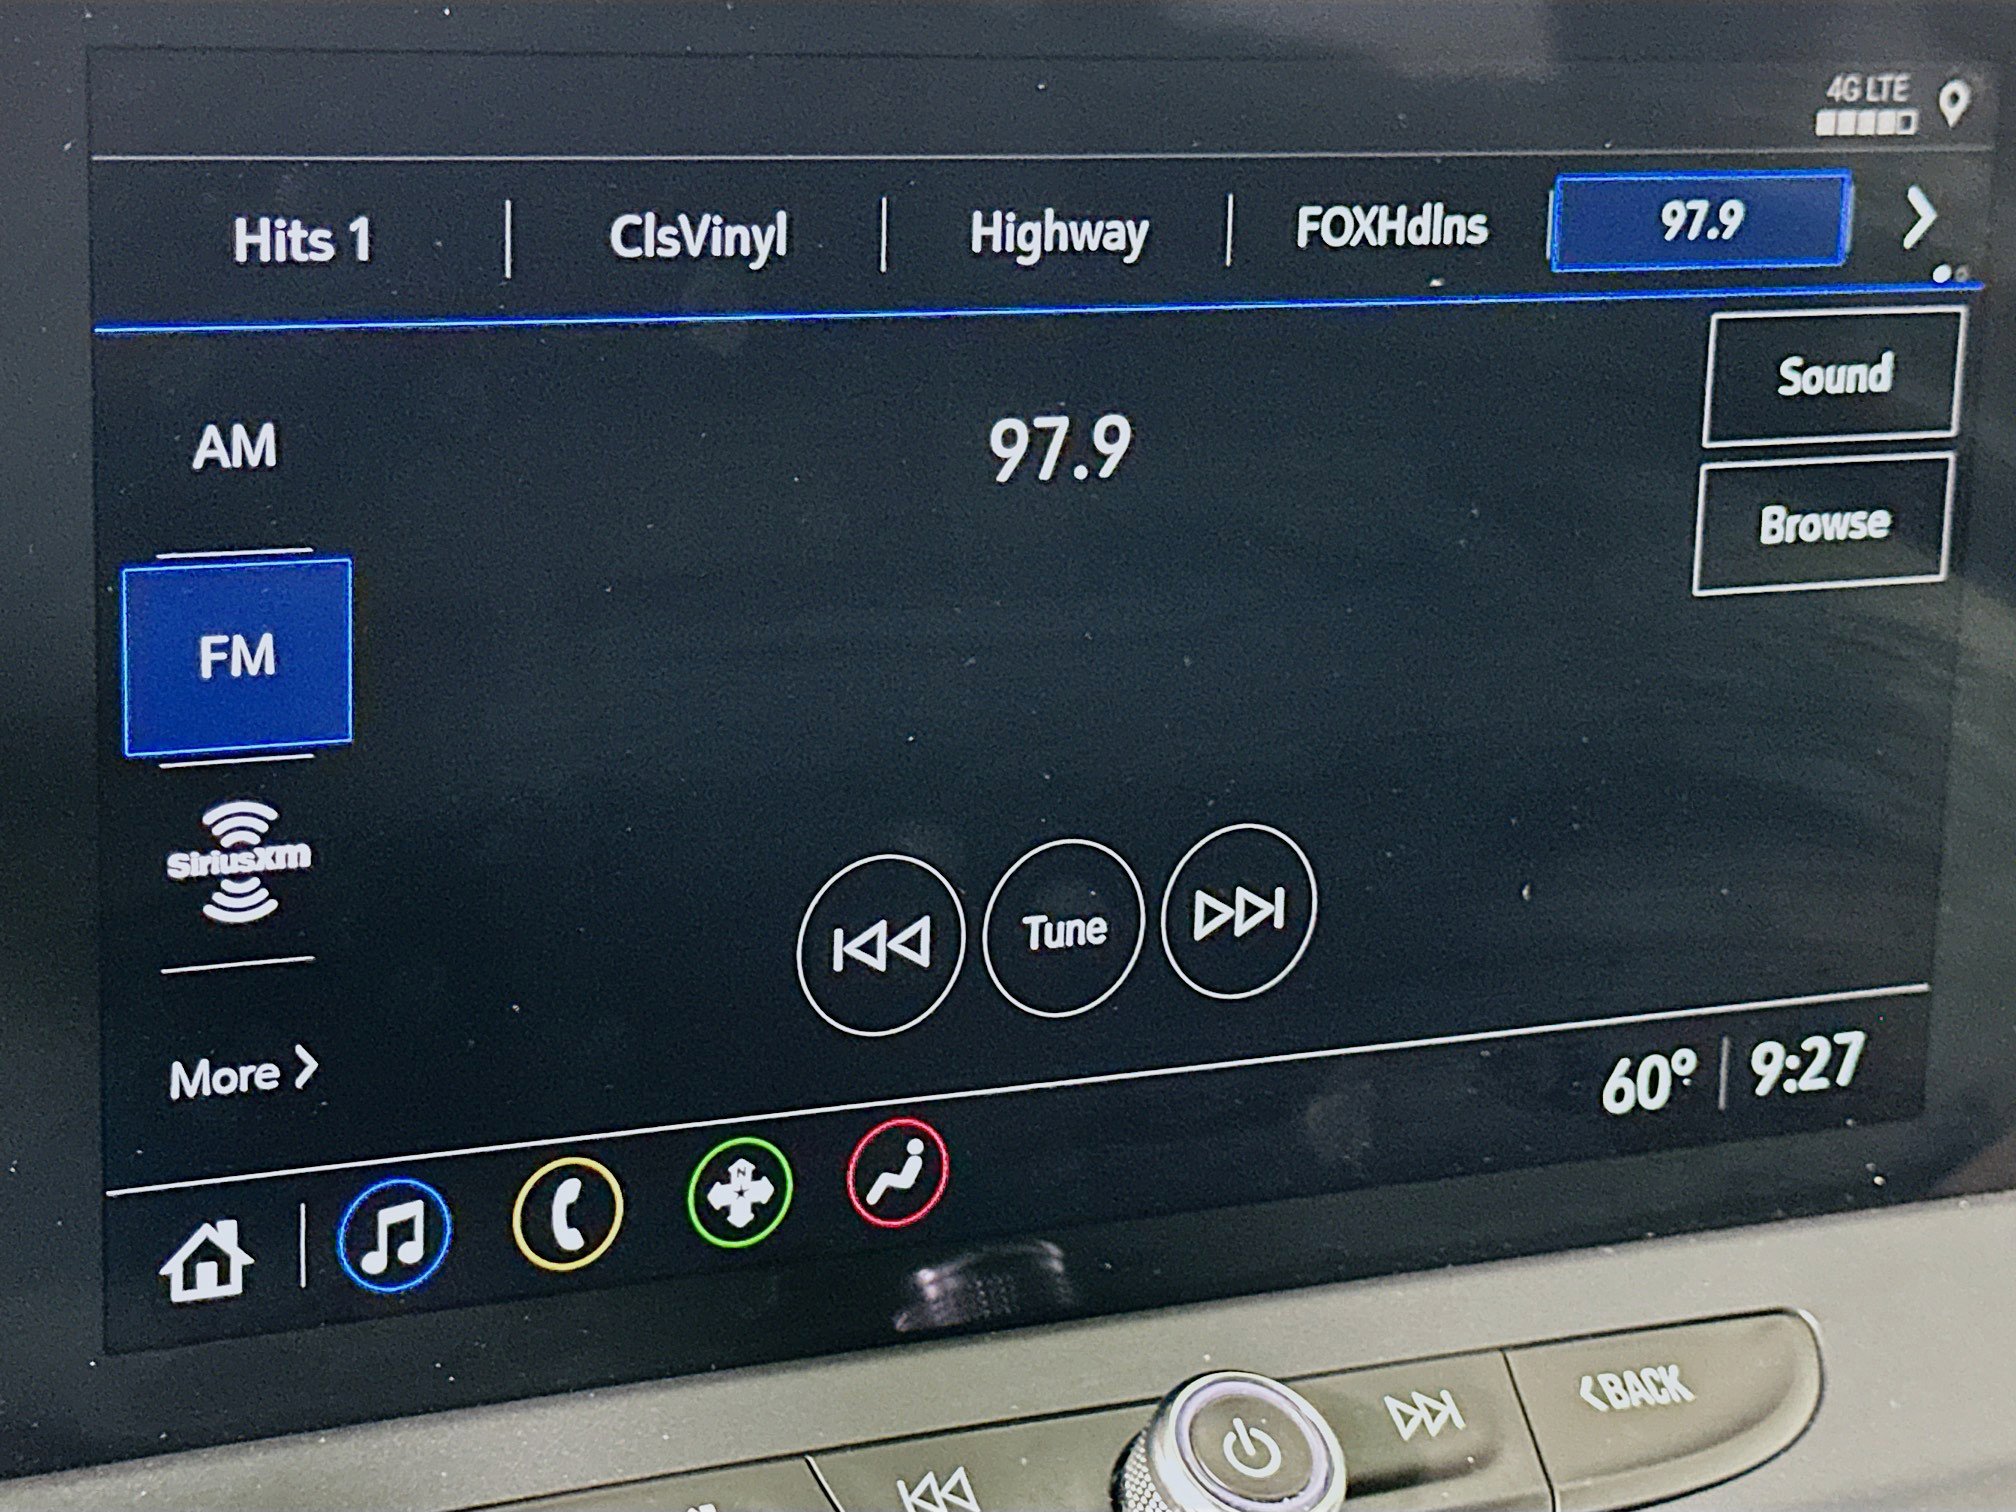 4G LTE
Hits 1
ClsVinyl
Highway
FOXHdlns
97.9
Sound
AM
97.9
Browse
FM
SiriusXm
Tune
More
N
60° 9:27
BACK